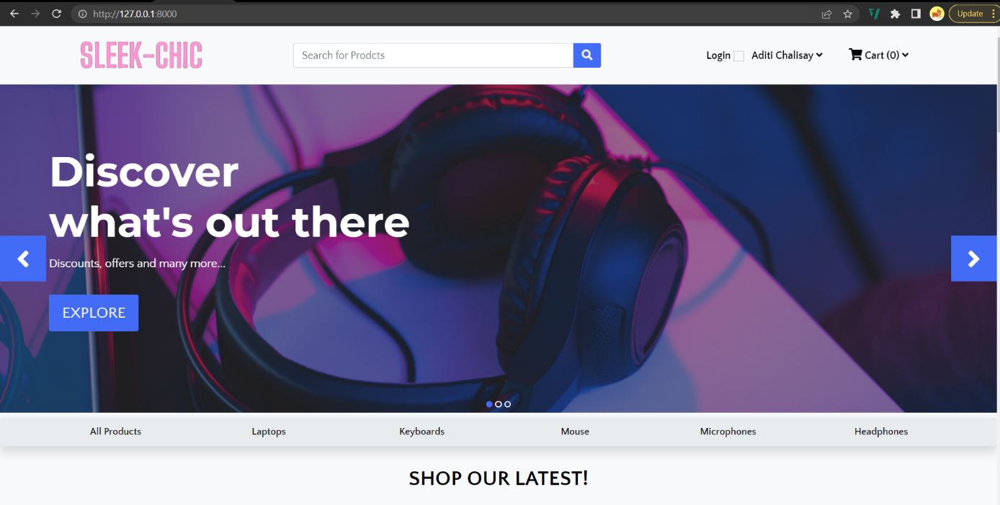 http://127.0.0.1:8000
Update
SLEEK-CHIC
Search for Prodcts
Login
Aditi Chalisay
Cart (0)
Discover
what's out there
Discounts, offers and many more...
EXPLORE
All Products
Laptops
Keyboards
Mouse
Microphones
Headphones
SHOP OUR LATEST!